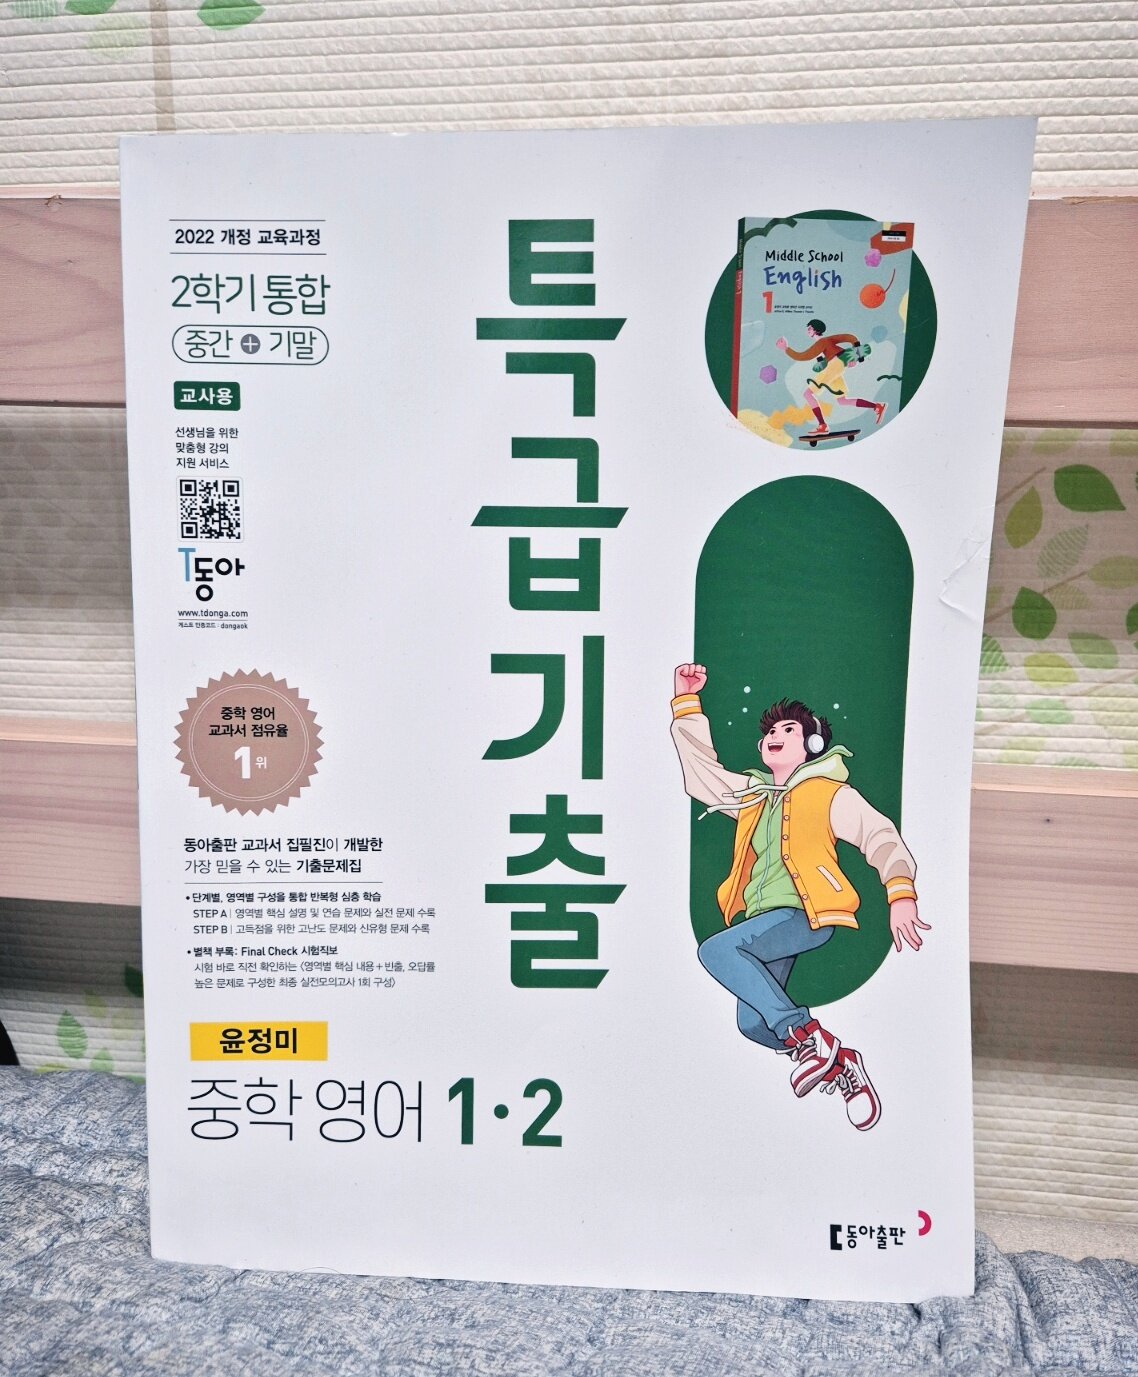 2022 개정 교육과정
2학기 통합
중간 + 기말
교사용
선생님을 위한
맞춤형 강의
지원 서비스
T동아
www.tdonga.com
게스트 인증코드 : dongaok
중학 영어
교과서 점유율
1위
동아출판 교과서 집필진이 개발한
가장 믿을 수 있는 기출문제집
• 단계별, 영역별 구성을 통합 반복형 심층 학습
STEP A | 영역별 핵심 설명 및 연습 문제와 실전 문제 수록
STEP B | 고득점을 위한 고난도 문제와 신유형 문제 수록
• 별책 부록: Final Check 시험직보
시험 바로 직전 확인하는 <영역별 핵심 내용 + 빈출, 오답률
높은 문제로 구성한 최종 실전모의고사 1회 구성>
윤정미
중학 영어 1·2
특급기출
Middle School
English
1
동아출판